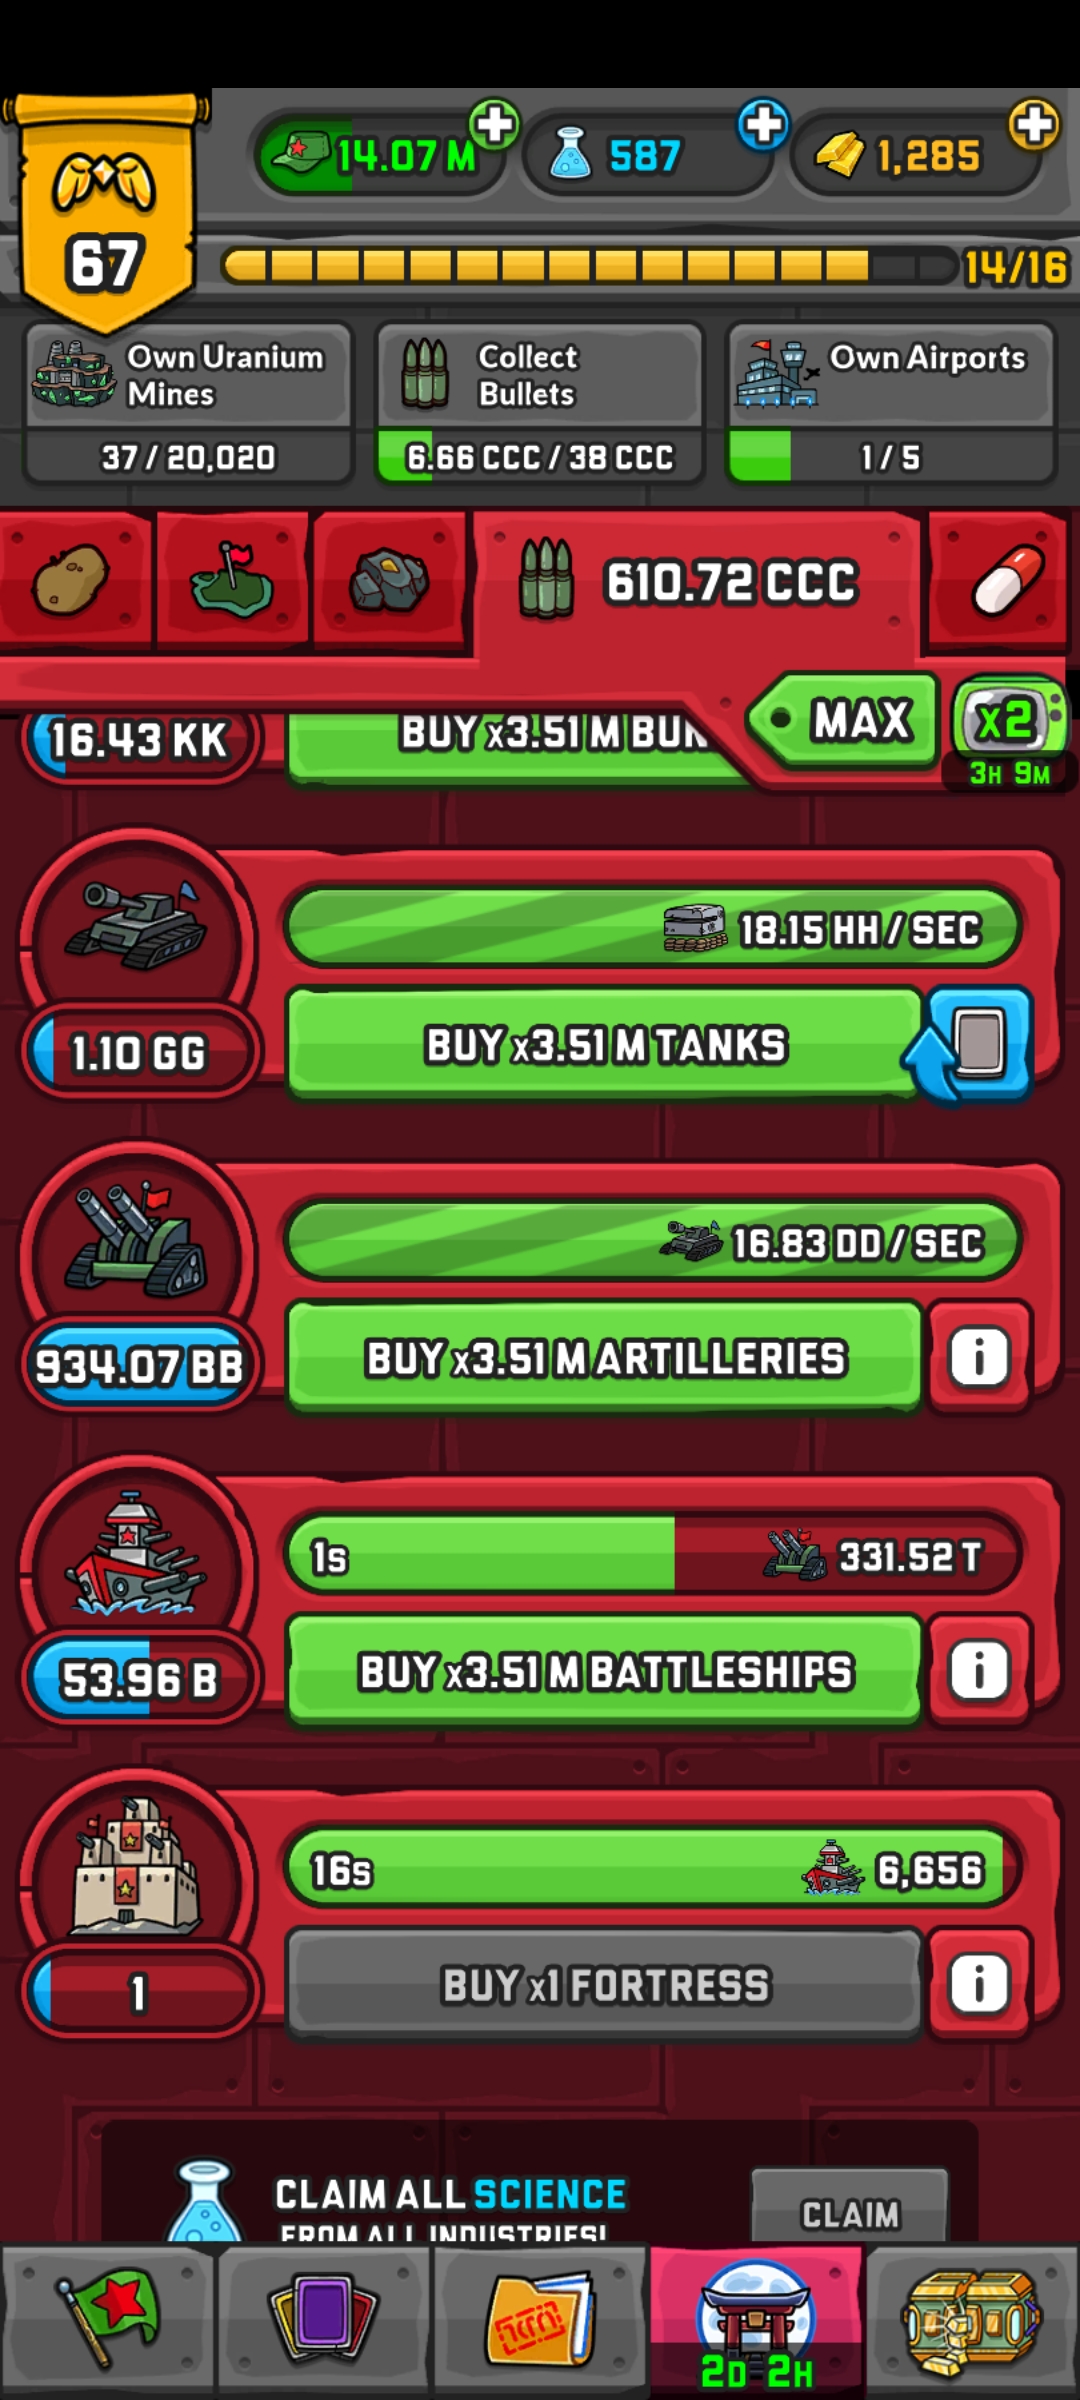 14.07 M
587
1,285
67
14/16
Own Uranium
Mines
37 / 20,020
Collect
Bullets
6.66 CCC / 38 CCC
Own Airports
1 / 5
610.72 CCC
MAX
x2
3H 9M
16.43 KK
BUY x3.51 M BUN
18.15 HH / SEC
1.10 GG
BUY x3.51 M TANKS
16.83 DD / SEC
934.07 BB
BUY x3.51 M ARTILLERIES
i
1s
331.52 T
53.96 B
BUY x3.51 M BATTLESHIPS
i
16s
6,656
1
BUY x1 FORTRESS
i
CLAIM ALL SCIENCE
FROM ALL INDUSTRIES!
CLAIM
2D 2H